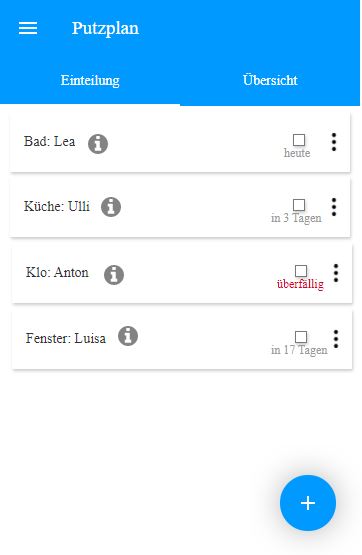 Putzplan
Einteilung Übersicht
Bad: Lea
heute
Küche: Ulli
in 3 Tagen
Klo: Anton
überfällig
Fenster: Luisa
in 17 Tagen